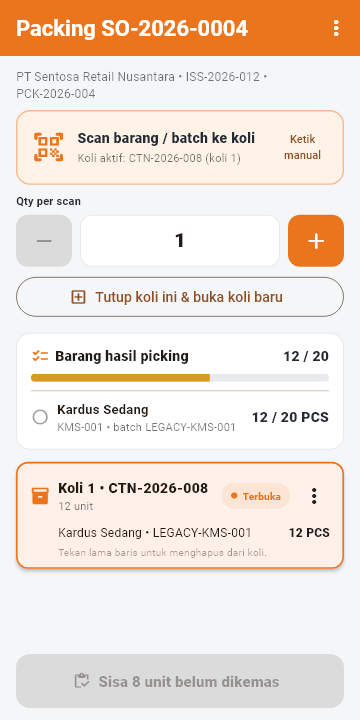 Packing SO-2026-0004
PT Sentosa Retail Nusantara • ISS-2026-012 •
PCK-2026-004
Scan barang / batch ke koli
Koli aktif: CTN-2026-008 (koli 1)
Ketik
manual
Qty per scan
1
Tutup koli ini & buka koli baru
Barang hasil picking
12 / 20
Kardus Sedang
KMS-001 • batch LEGACY-KMS-001
12 / 20 PCS
Koli 1 • CTN-2026-008
12 unit
Terbuka
Kardus Sedang • LEGACY-KMS-001
12 PCS
Tekan lama baris untuk menghapus dari koli.
Sisa 8 unit belum dikemas